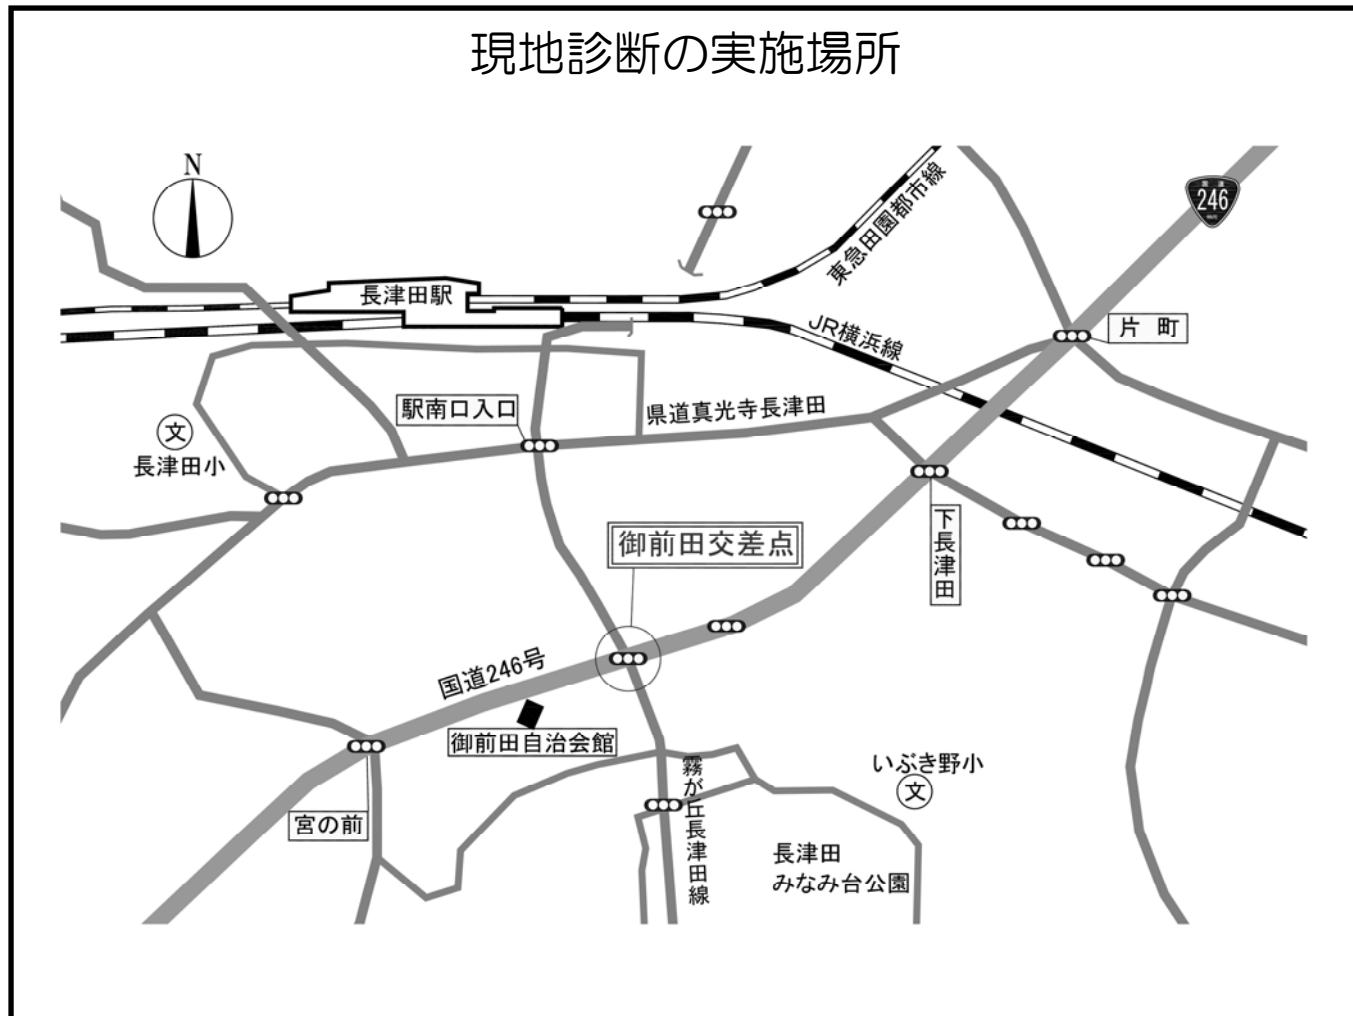 現地診断の実施場所
N
東急田園都市線
246
長津田駅
JR横浜線
片町
駅南口入口
県道真光寺長津田
文
長津田小
御前田交差点
下長津田
国道246号
御前田自治会館
霧が丘長津田線
いぶき野小
文
宮の前
長津田
みなみ台公園